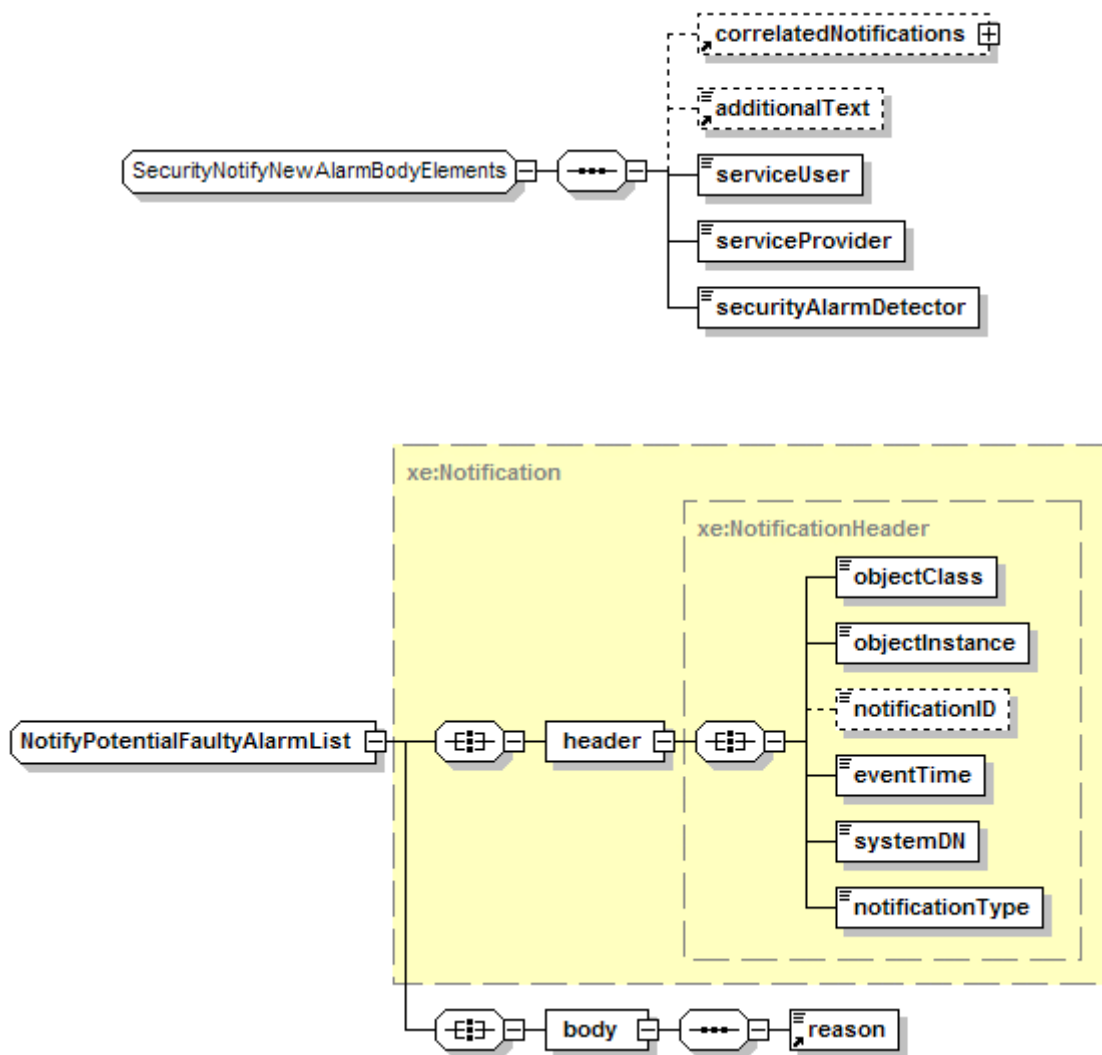 correlatedNotifications
additionalText
SecurityNotifyNewAlarmBodyElements
serviceUser
serviceProvider
securityAlarmDetector
xe:Notification
xe:NotificationHeader
objectClass
objectInstance
notificationID
NotifyPotentialFaultyAlarmList
header
eventTime
systemDN
notificationType
body
reason